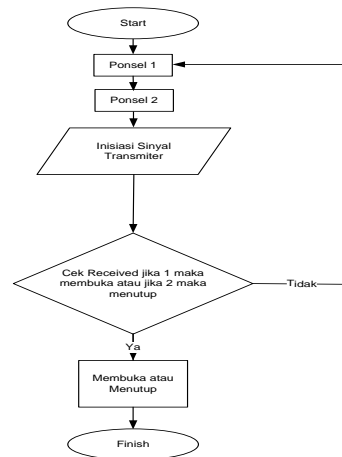 Start
Ponsel 1
Ponsel 2
Inisiasi Sinyal
Transmiter
Cek Received jika 1 maka
membuka atau jika 2 maka
menutup
Tidak
Ya
Membuka atau
Menutup
Finish